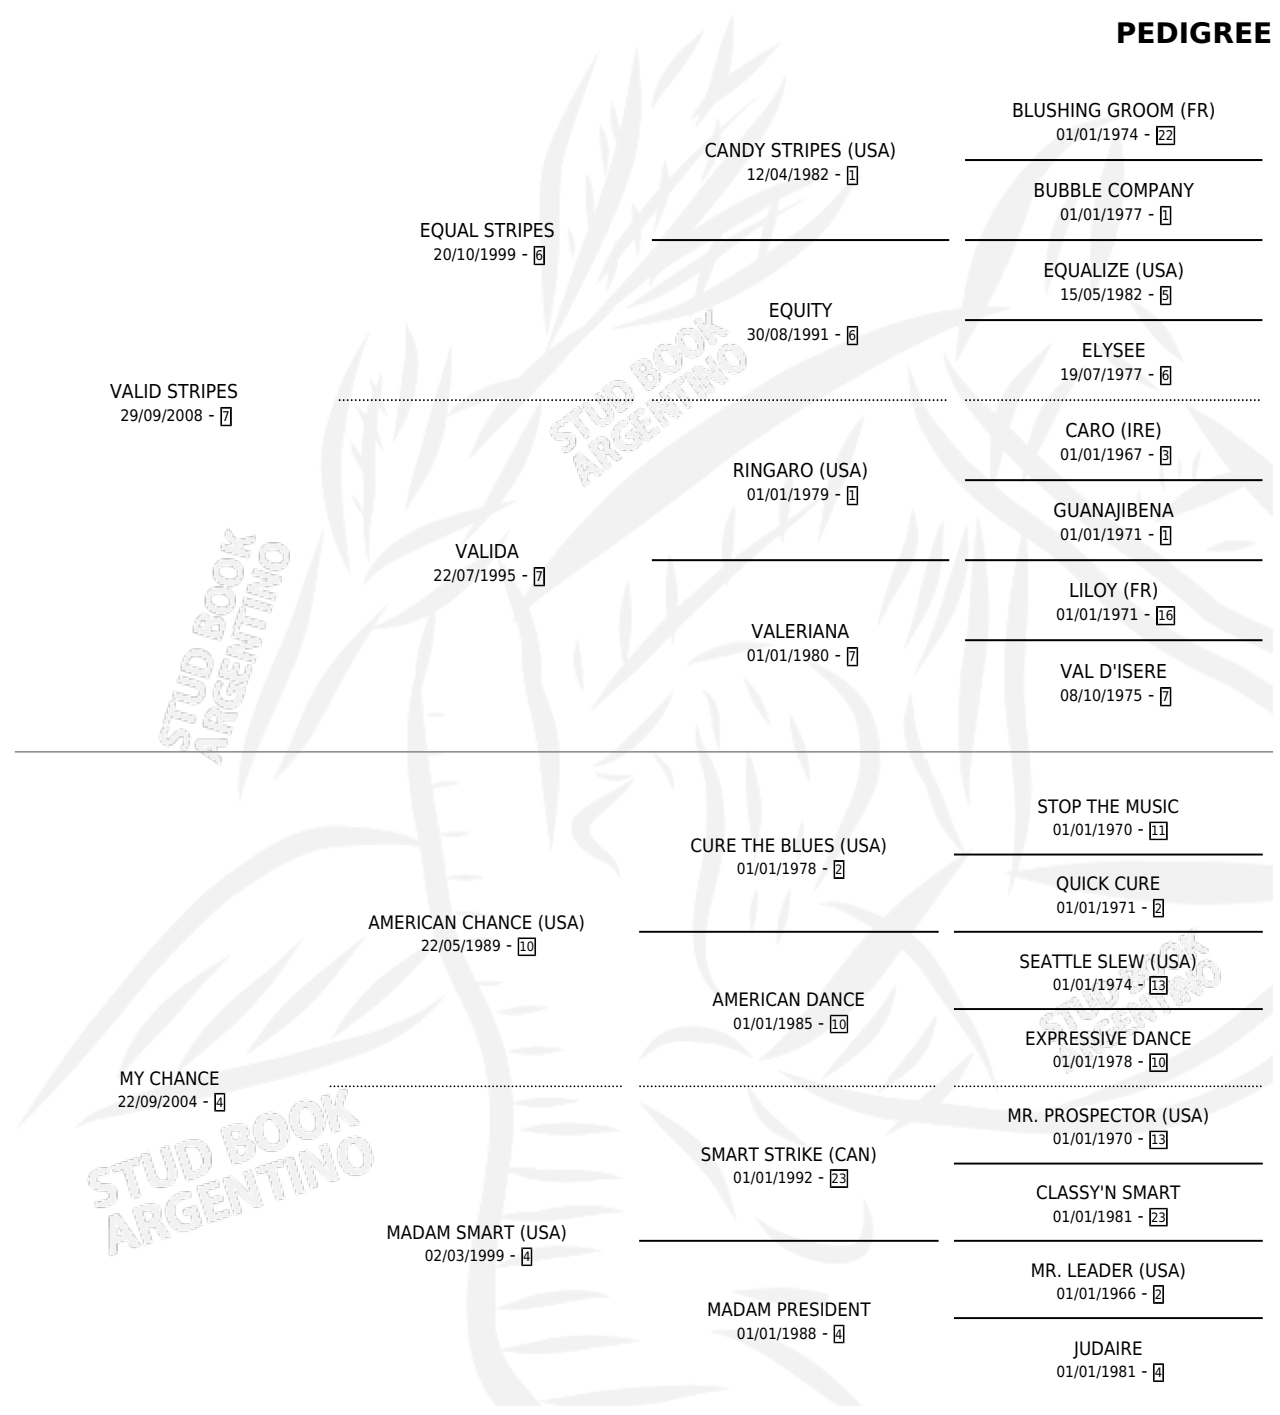 PEDIGREE
VALID STRIPES
29/09/2008 - 7
EQUAL STRIPES
20/10/1999 - 6
CANDY STRIPES (USA)
12/04/1982 - 1
BLUSHING GROOM (FR)
01/01/1974 - 22
BUBBLE COMPANY
01/01/1977 - 1
EQUITY
30/08/1991 - 6
EQUALIZE (USA)
15/05/1982 - 5
ELYSEE
19/07/1977 - 6
VALIDA
22/07/1995 - 7
RINGARO (USA)
01/01/1979 - 1
CARO (IRE)
01/01/1967 - 3
GUANAJIBENA
01/01/1971 - 1
VALERIANA
01/01/1980 - 7
LILOY (FR)
01/01/1971 - 16
VAL D'ISERE
08/10/1975 - 7
MY CHANCE
22/09/2004 - 4
AMERICAN CHANCE (USA)
22/05/1989 - 10
CURE THE BLUES (USA)
01/01/1978 - 2
STOP THE MUSIC
01/01/1970 - 11
QUICK CURE
01/01/1971 - 2
AMERICAN DANCE
01/01/1985 - 10
SEATTLE SLEW (USA)
01/01/1974 - 13
EXPRESSIVE DANCE
01/01/1978 - 10
MADAM SMART (USA)
02/03/1999 - 4
SMART STRIKE (CAN)
01/01/1992 - 23
MR. PROSPECTOR (USA)
01/01/1970 - 13
CLASSY'N SMART
01/01/1981 - 23
MADAM PRESIDENT
01/01/1988 - 4
MR. LEADER (USA)
01/01/1966 - 2
JUDAIRE
01/01/1981 - 4
STUD BOOK
ARGENTINO
STUD BOOK
ARGENTINO
STUD BOOK
ARGENTINO
STUD BOOK
ARGENTINO